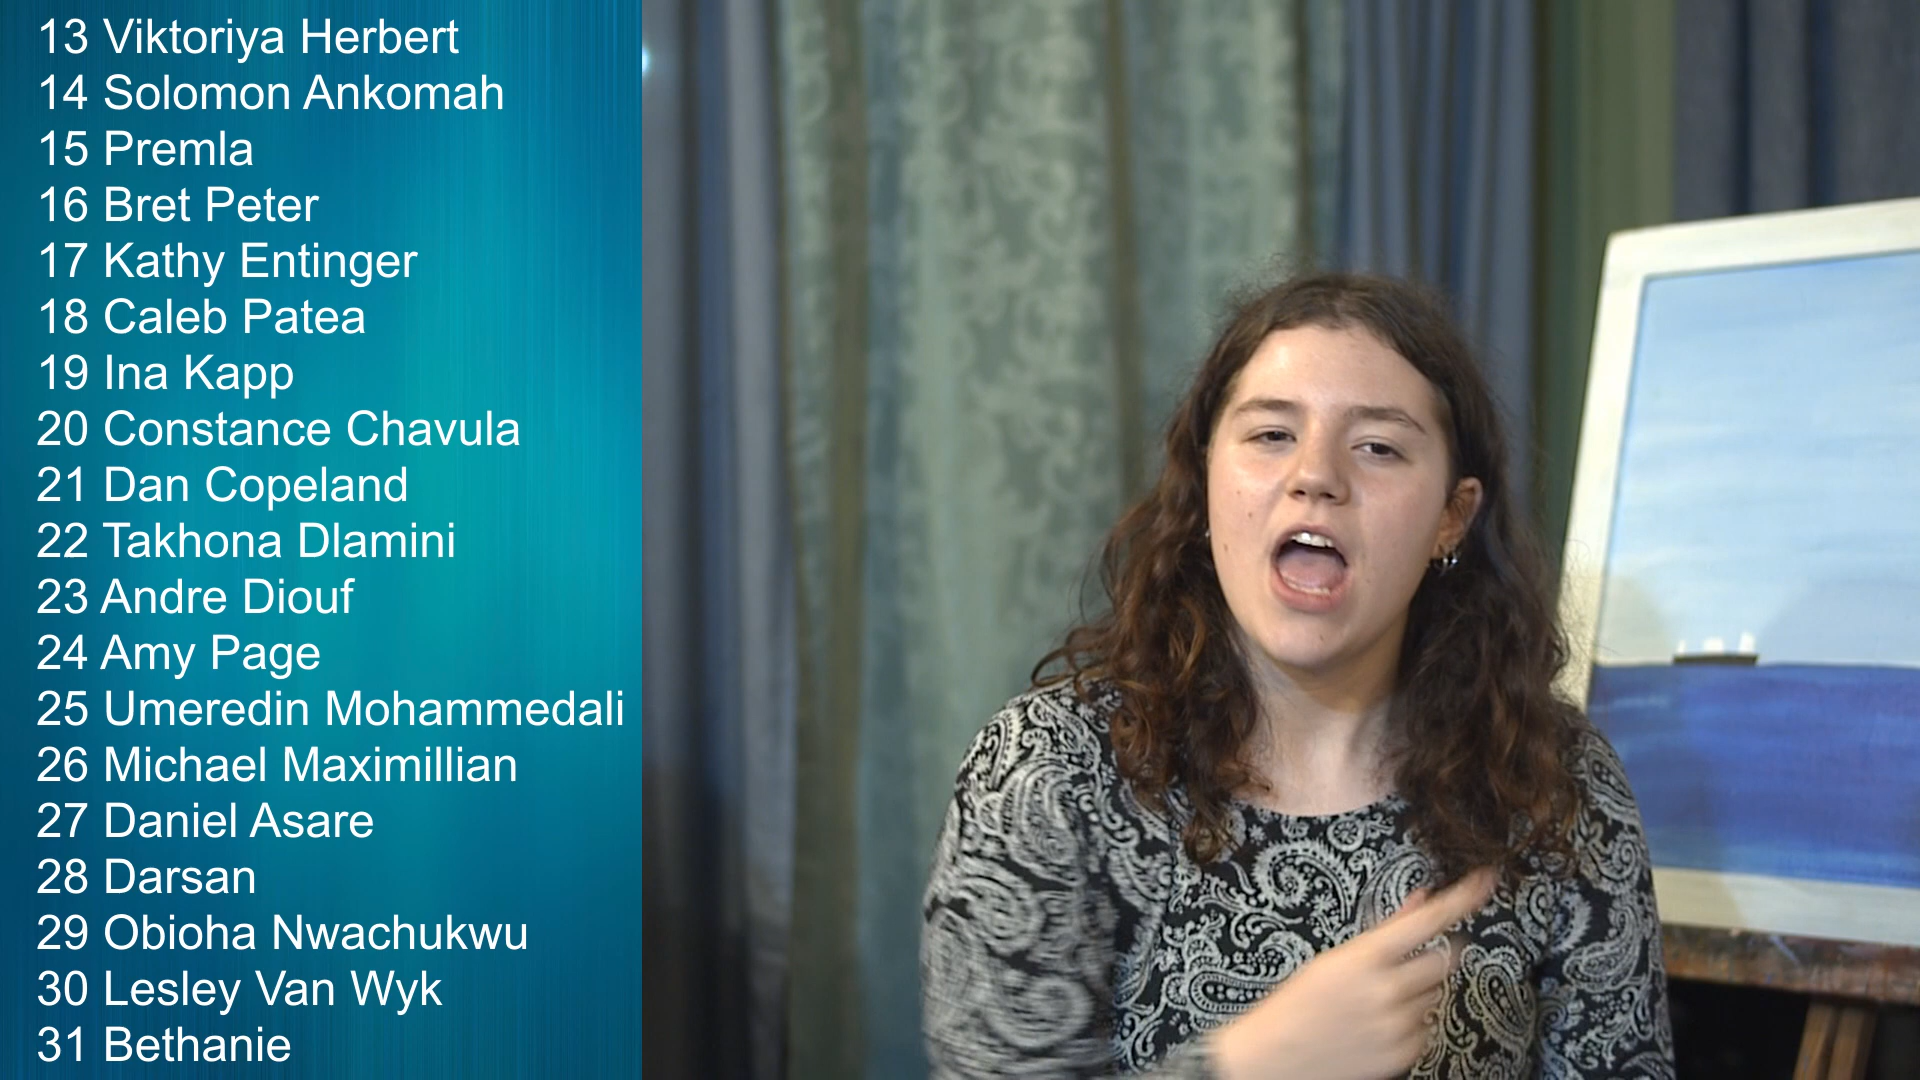 13 Viktoriya Herbert
14 Solomon Ankomah
15 Premla
16 Bret Peter
17 Kathy Entinger
18 Caleb Patea
19 Ina Kapp
20 Constance Chavula
21 Dan Copeland
22 Takhona Dlamini
23 Andre Diouf
24 Amy Page
25 Umeredin Mohammedali
26 Michael Maximillian
27 Daniel Asare
28 Darsan
29 Obioha Nwachukwu
30 Lesley Van Wyk
31 Bethanie